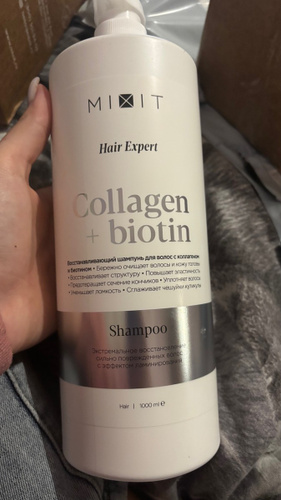 MIXIT
Hair Expert
Collagen
+ biotin
Восстанавливающий шампунь для волос с коллагеном
и биотином • Бережно очищает волосы и кожу головы
• Восстанавливает структуру • Повышает эластичность
• Предотвращает сечение кончиков • Уплотняет волосы
• Уменьшает ломкость • Сглаживает чешуйки кутикулы
Shampoo
Экстремальное восстановление
сильно повреждённых волос
с эффектом ламинирования
Hair | 1000 ml ℮